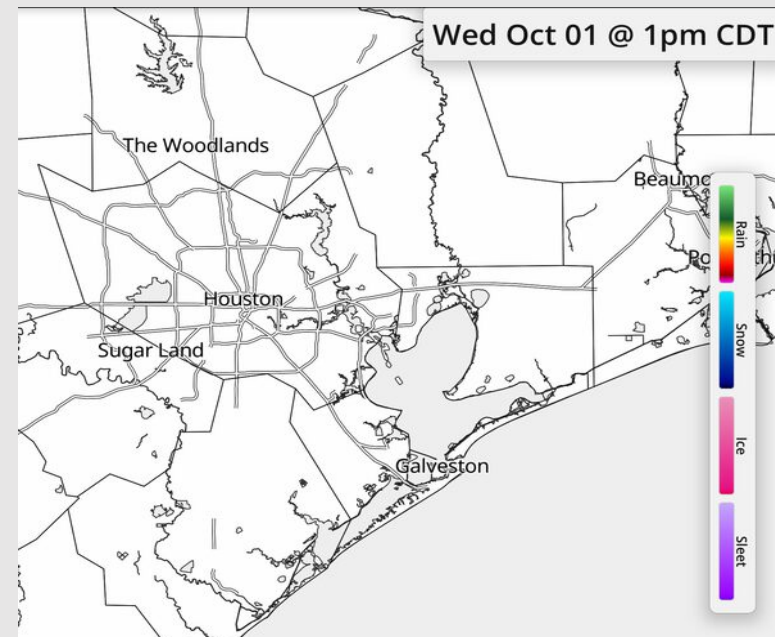 Wed Oct 01 @ 1pm CDT
The Woodlands
Beaumo
Rain
Houston
Snow
Sugar Land
Ice
Galveston
Sleet